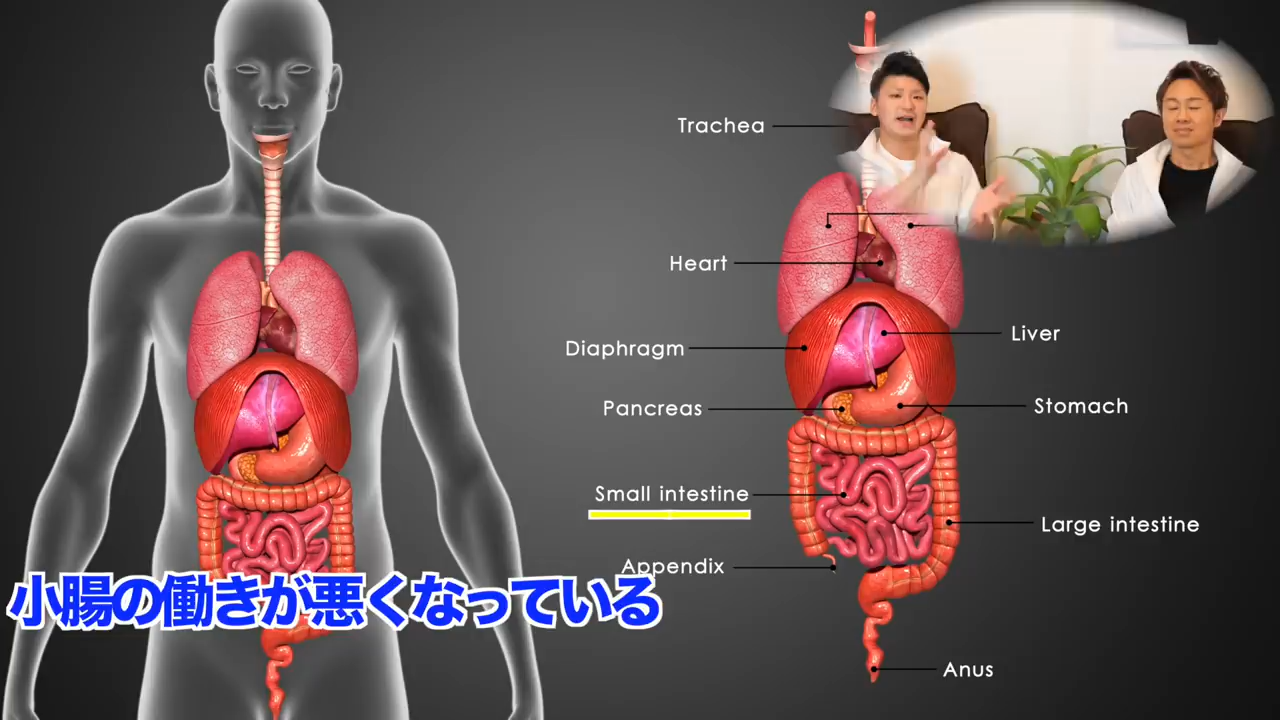 Trachea
Heart
Liver
Diaphragm
Pancreas
Stomach
Small intestine
Large intestine
Appendix
小腸の働きが悪くなっている
Anus